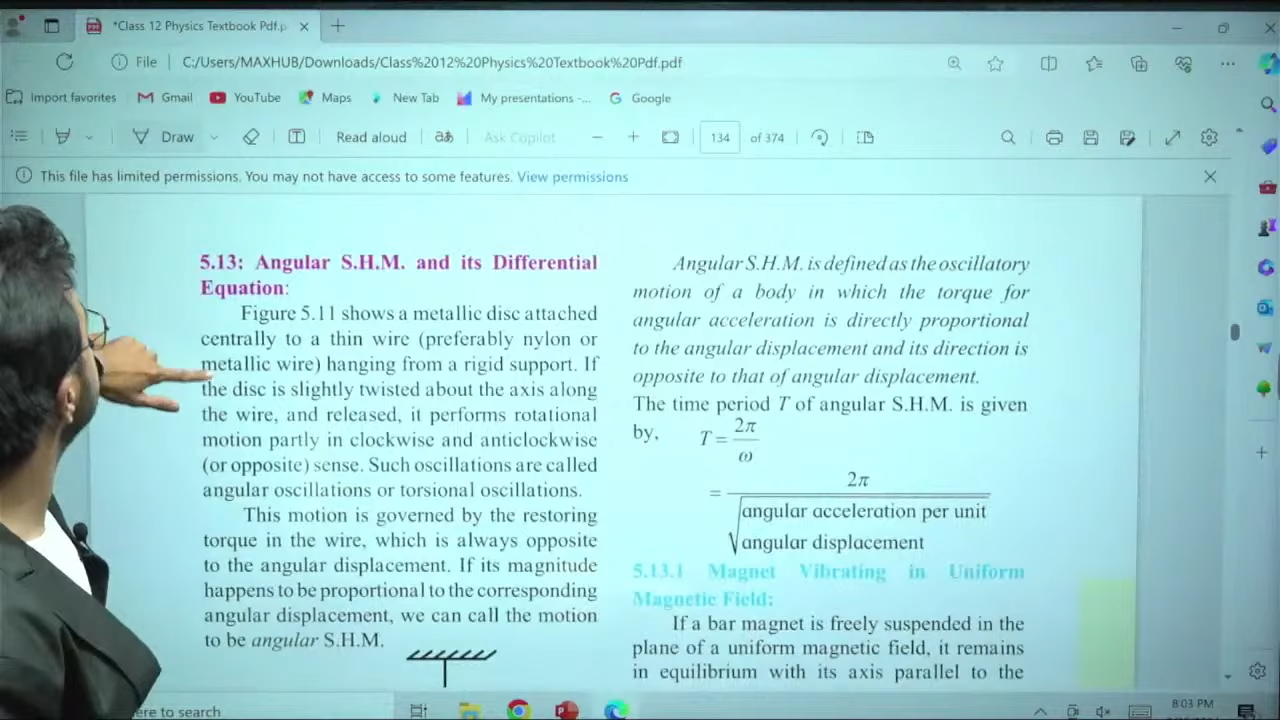 *Class 12 Physics Textbook Pdf.p
File
C:/Users/MAXHUB/Downloads/Class%2012%20Physics%20Textbook%20Pdf.pdf
Import favorites
Gmail
YouTube
Maps
New Tab
My presentations -...
Google
Draw
Read aloud
Ask Copilot
134
of 374
This file has limited permissions. You may not have access to some features. View permissions
5.13: Angular S.H.M. and its Differential
Equation:
Figure 5.11 shows a metallic disc attached
centrally to a thin wire (preferably nylon or
metallic wire) hanging from a rigid support. If
the disc is slightly twisted about the axis along
the wire, and released, it performs rotational
motion partly in clockwise and anticlockwise
(or opposite) sense. Such oscillations are called
angular oscillations or torsional oscillations.
This motion is governed by the restoring
torque in the wire, which is always opposite
to the angular displacement. If its magnitude
happens to be proportional to the corresponding
angular displacement, we can call the motion
to be angular S.H.M.
Angular S.H.M. is defined as the oscillatory
motion of a body in which the torque for
angular acceleration is directly proportional
to the angular displacement and its direction is
opposite to that of angular displacement.
The time period T of angular S.H.M. is given
by, T = 2π / ω
= 2π / √ angular acceleration per unit
angular displacement
5.13.1 Magnet Vibrating in Uniform
Magnetic Field:
If a bar magnet is freely suspended in the
plane of a uniform magnetic field, it remains
in equilibrium with its axis parallel to the
ere to search
8:03 PM